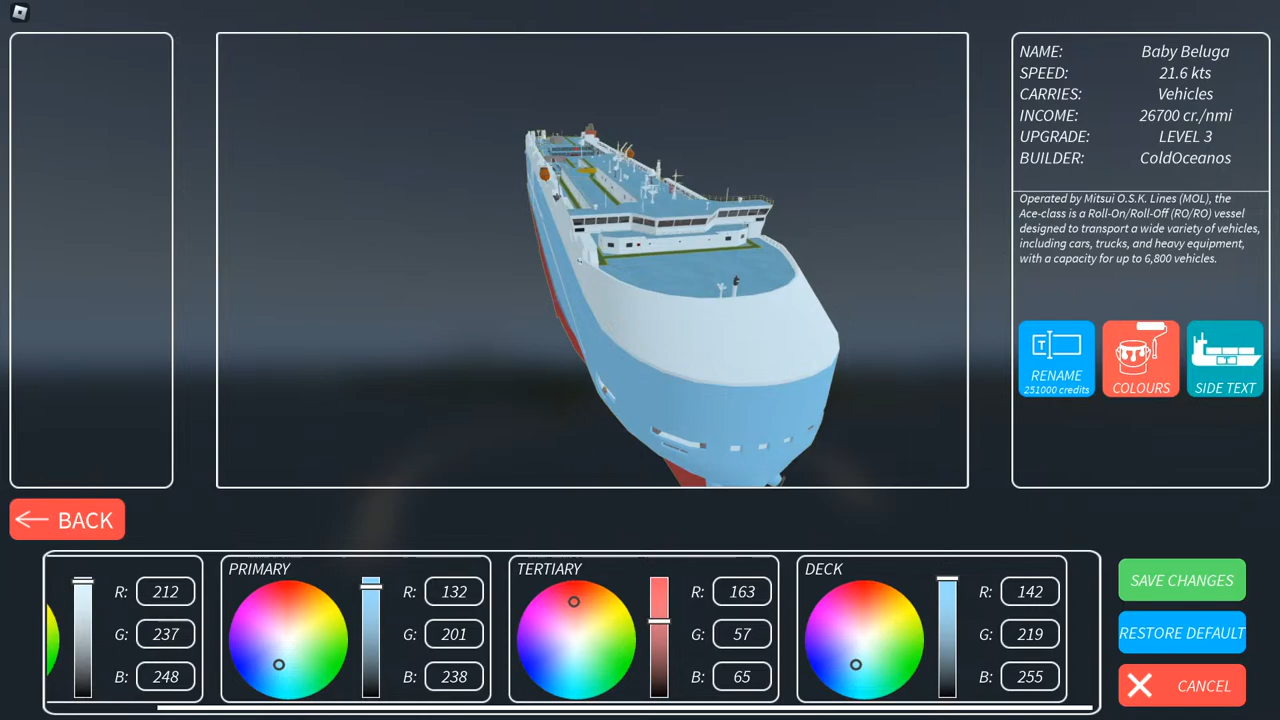 NAME: Baby Beluga
SPEED: 21.6 kts
CARRIES: Vehicles
INCOME: 26700 cr./nmi
UPGRADE: LEVEL 3
BUILDER: ColdOceanos
Operated by Mitsui O.S.K. Lines (MOL), the
Ace-class is a Roll-On/Roll-Off (RO/RO) vessel
designed to transport a wide variety of vehicles,
including cars, trucks, and heavy equipment,
with a capacity for up to 6,800 vehicles.
T
RENAME
251000 credits
COLOURS
SIDE TEXT
BACK
R: 212
G: 237
B: 248
PRIMARY
R: 132
G: 201
B: 238
TERTIARY
R: 163
G: 57
B: 65
DECK
R: 142
G: 219
B: 255
SAVE CHANGES
RESTORE DEFAULT
CANCEL